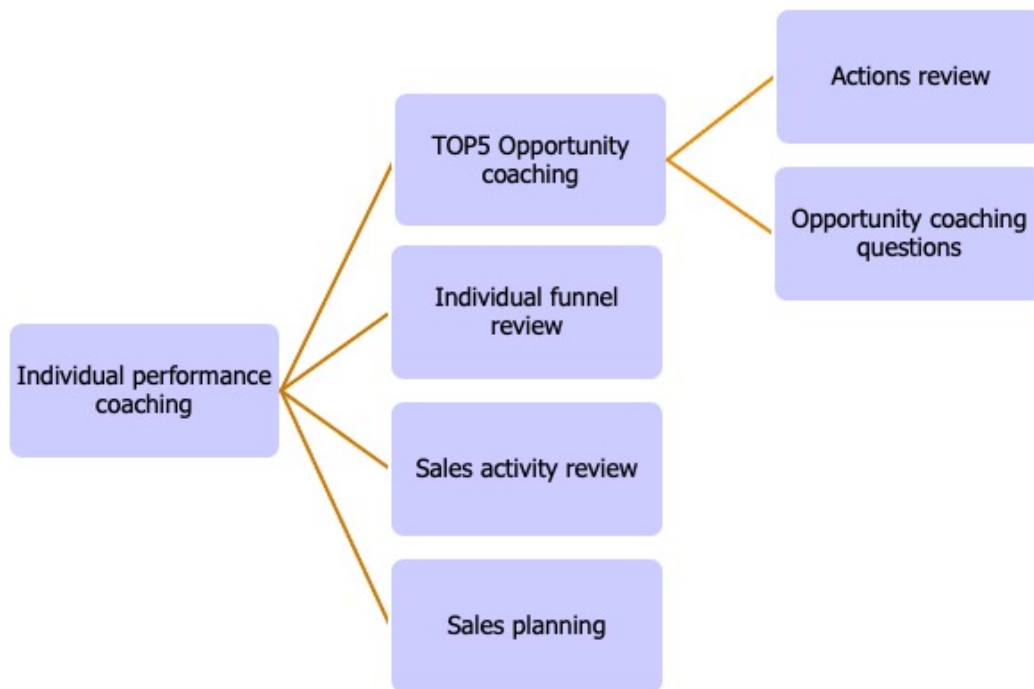 Individual performance
coaching
TOP5 Opportunity
coaching
Individual funnel
review
Sales activity review
Sales planning
Actions review
Opportunity coaching
questions